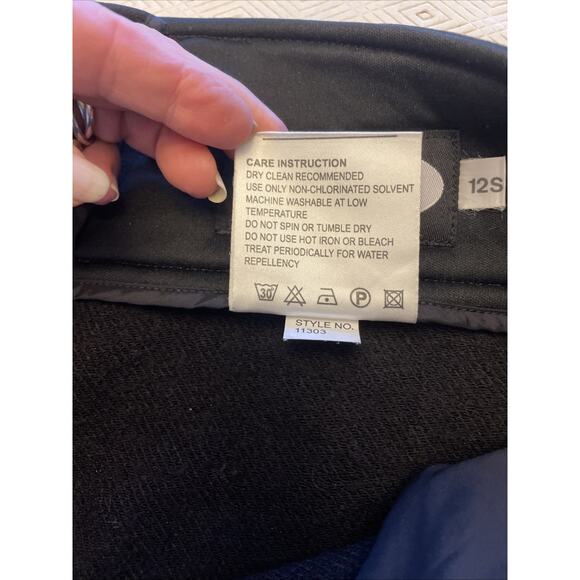 CARE INSTRUCTION
DRY CLEAN RECOMMENDED
USE ONLY NON-CHLORINATED SOLVENT
MACHINE WASHABLE AT LOW
TEMPERATURE
DO NOT SPIN OR TUMBLE DRY
DO NOT USE HOT IRON OR BLEACH
TREAT PERIODICALLY FOR WATER
REPELLENCY
30° P
STYLE NO.
11303
12S